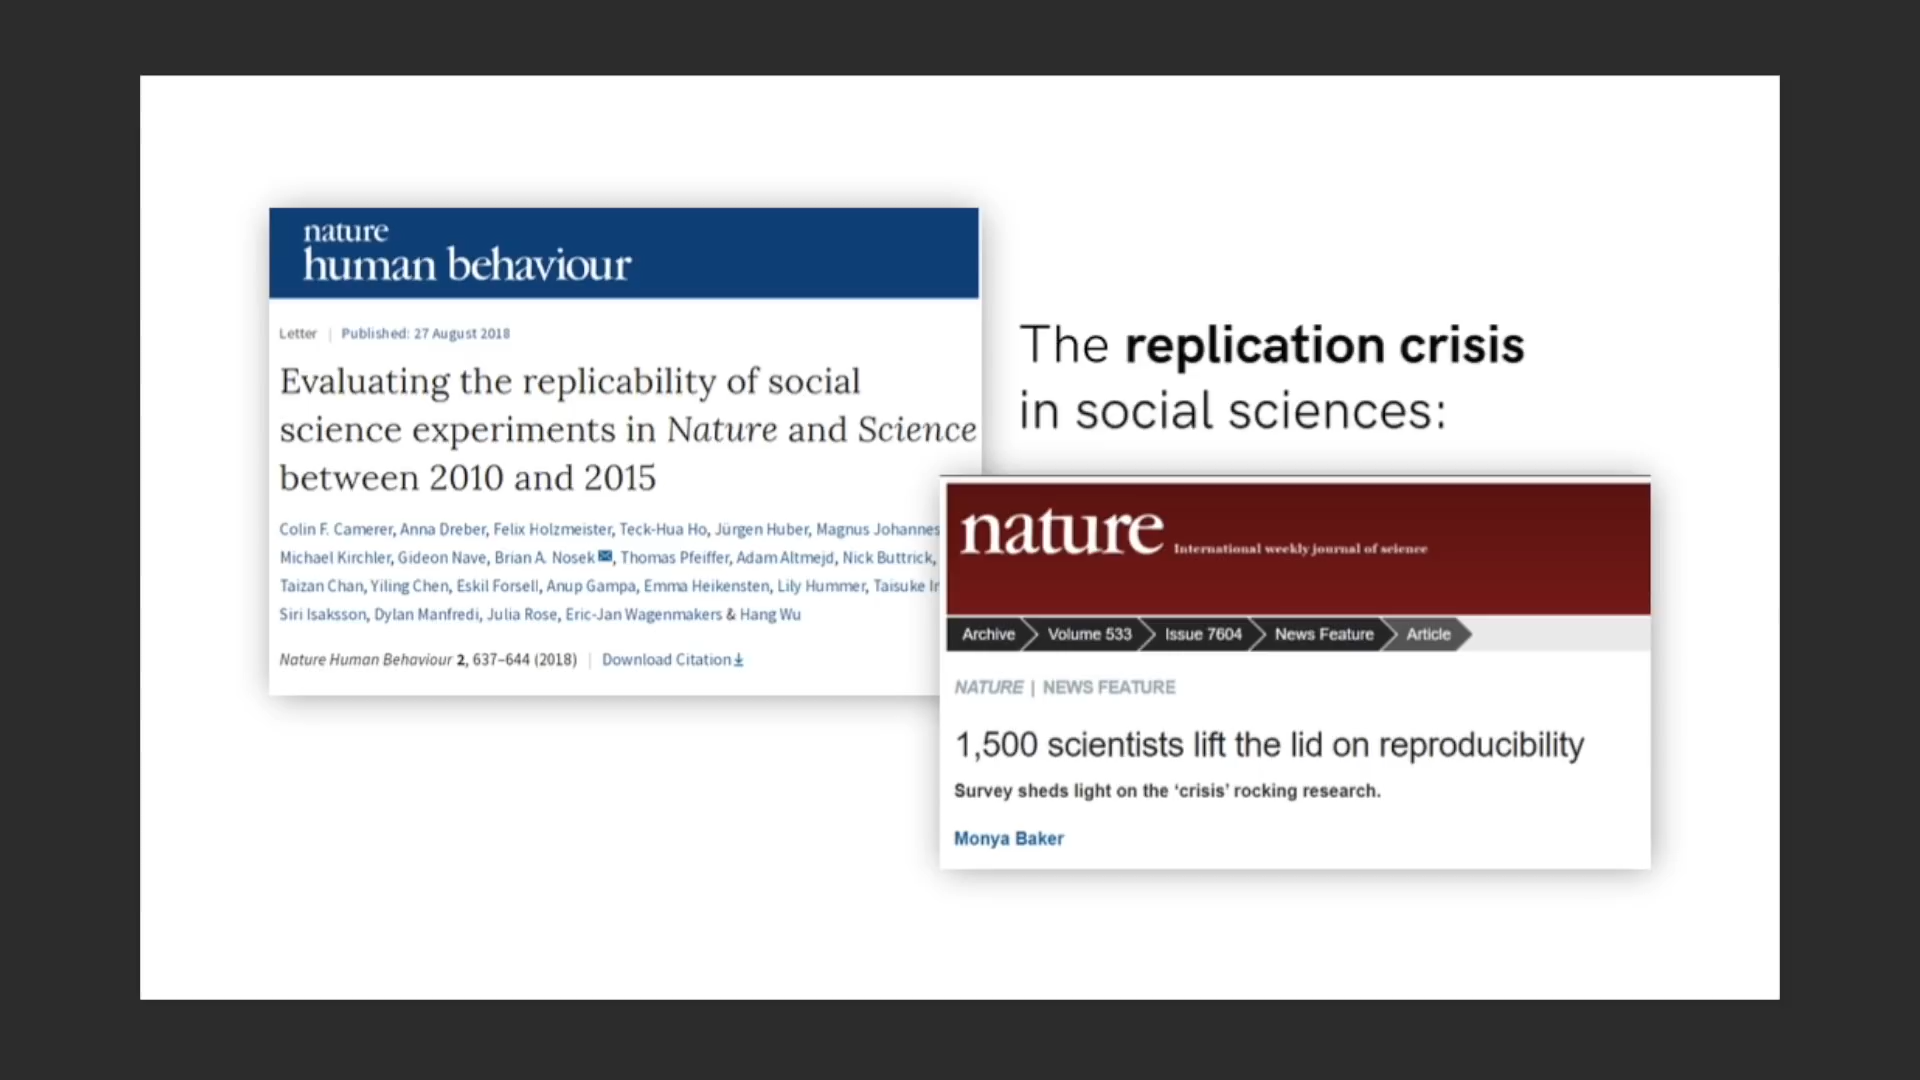 nature
human behaviour
Letter | Published: 27 August 2018
Evaluating the replicability of social
science experiments in Nature and Science
between 2010 and 2015
Colin F. Camerer, Anna Dreber, Felix Holzmeister, Teck-Hua Ho, Jürgen Huber, Magnus Johannes
Michael Kirchler, Gideon Nave, Brian A. Nosek, Thomas Pfeiffer, Adam Altmejd, Nick Buttrick,
Taizan Chan, Yiling Chen, Eskil Forsell, Anup Gampa, Emma Heikensten, Lily Hummer, Taisuke
Siri Isaksson, Dylan Manfredi, Julia Rose, Eric-Jan Wagenmakers & Hang Wu
Nature Human Behaviour 2, 637–644 (2018) | Download Citation
The replication crisis
in social sciences:
nature International weekly journal of science
Archive Volume 533 Issue 7604 News Feature Article
NATURE | NEWS FEATURE
1,500 scientists lift the lid on reproducibility
Survey sheds light on the ‘crisis’ rocking research.
Monya Baker